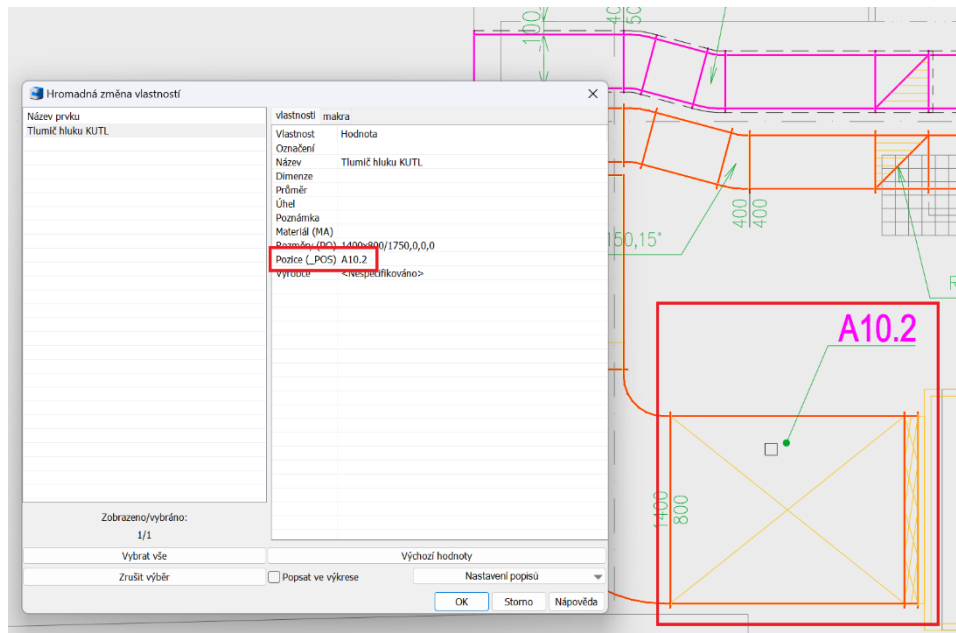 Hromadná změna vlastností
Název prvku
Tlumič hluku KUTL
vlastnosti makra
Vlastnost Hodnota
Označení
Název Tlumič hluku KUTL
Dimenze
Průměr
Úhel
Poznámka
Materiál (MA)
Rozměry (RO) 1400x800/1750,0,0,0
Pozice (_POS) A10.2
Výrobce <Nespecifikováno>
Zobrazeno/vybráno:
1/1
Vybrat vše
Výchozí hodnoty
Zrušit výběr
Popsat ve výkrese
Nastavení popisů
OK
Storno
Nápověda
100
400
400
150,15°
A10.2
1400
800